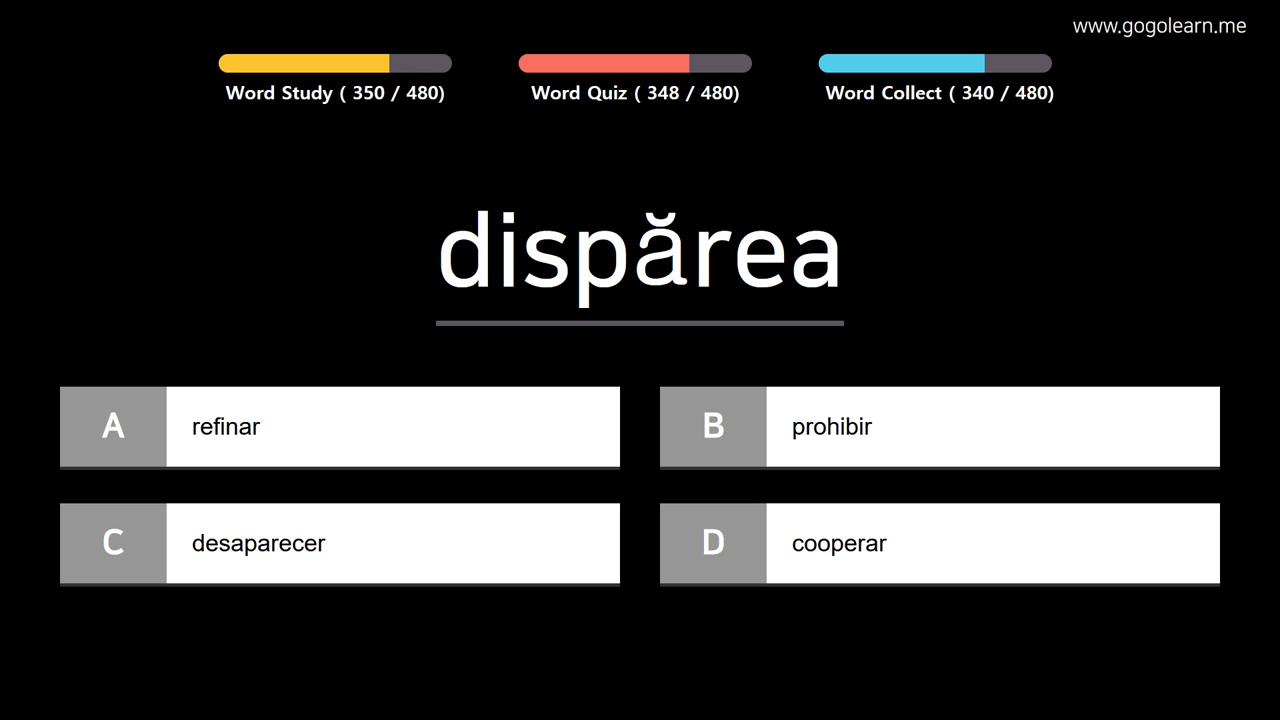 www.gogolearn.me
Word Study ( 350 / 480)
Word Quiz ( 348 / 480)
Word Collect ( 340 / 480)
dispărea
A refinar
B prohibir
C desaparecer
D cooperar